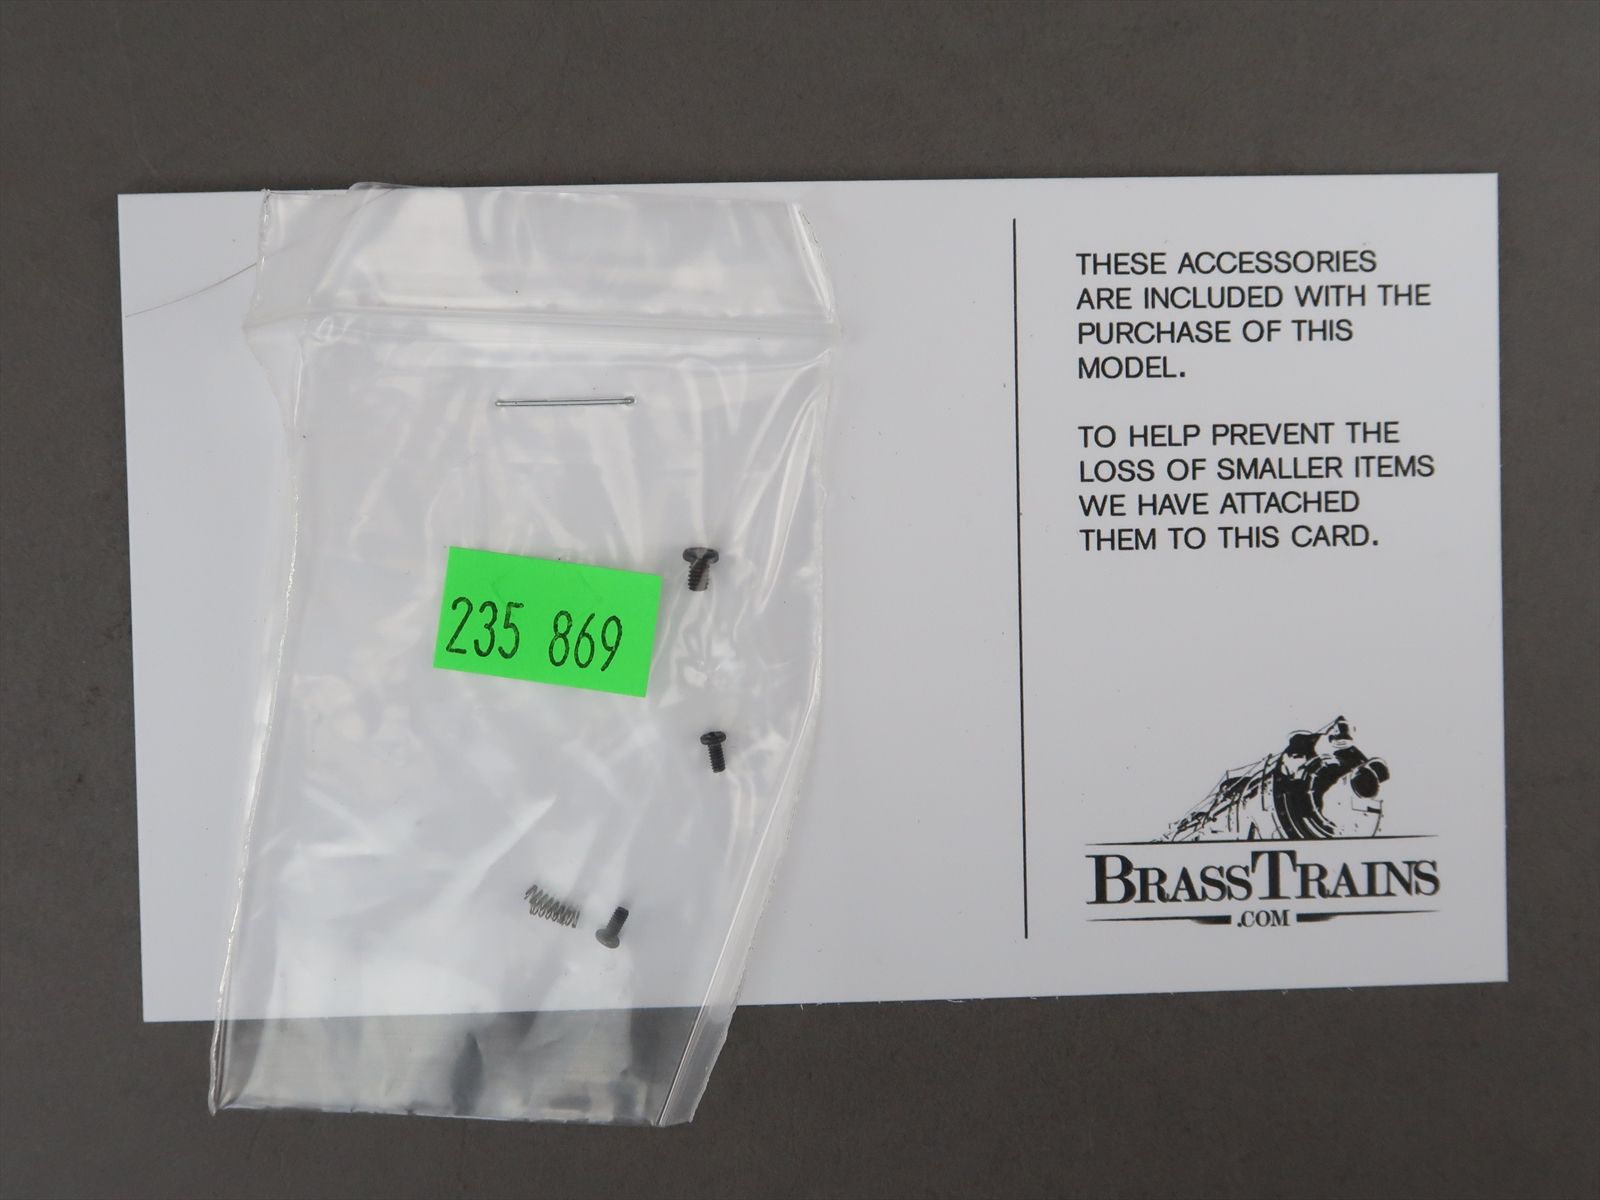 235 869
THESE ACCESSORIES
ARE INCLUDED WITH THE
PURCHASE OF THIS
MODEL.
TO HELP PREVENT THE
LOSS OF SMALLER ITEMS
WE HAVE ATTACHED
THEM TO THIS CARD.
BRASSTRAINS
.COM